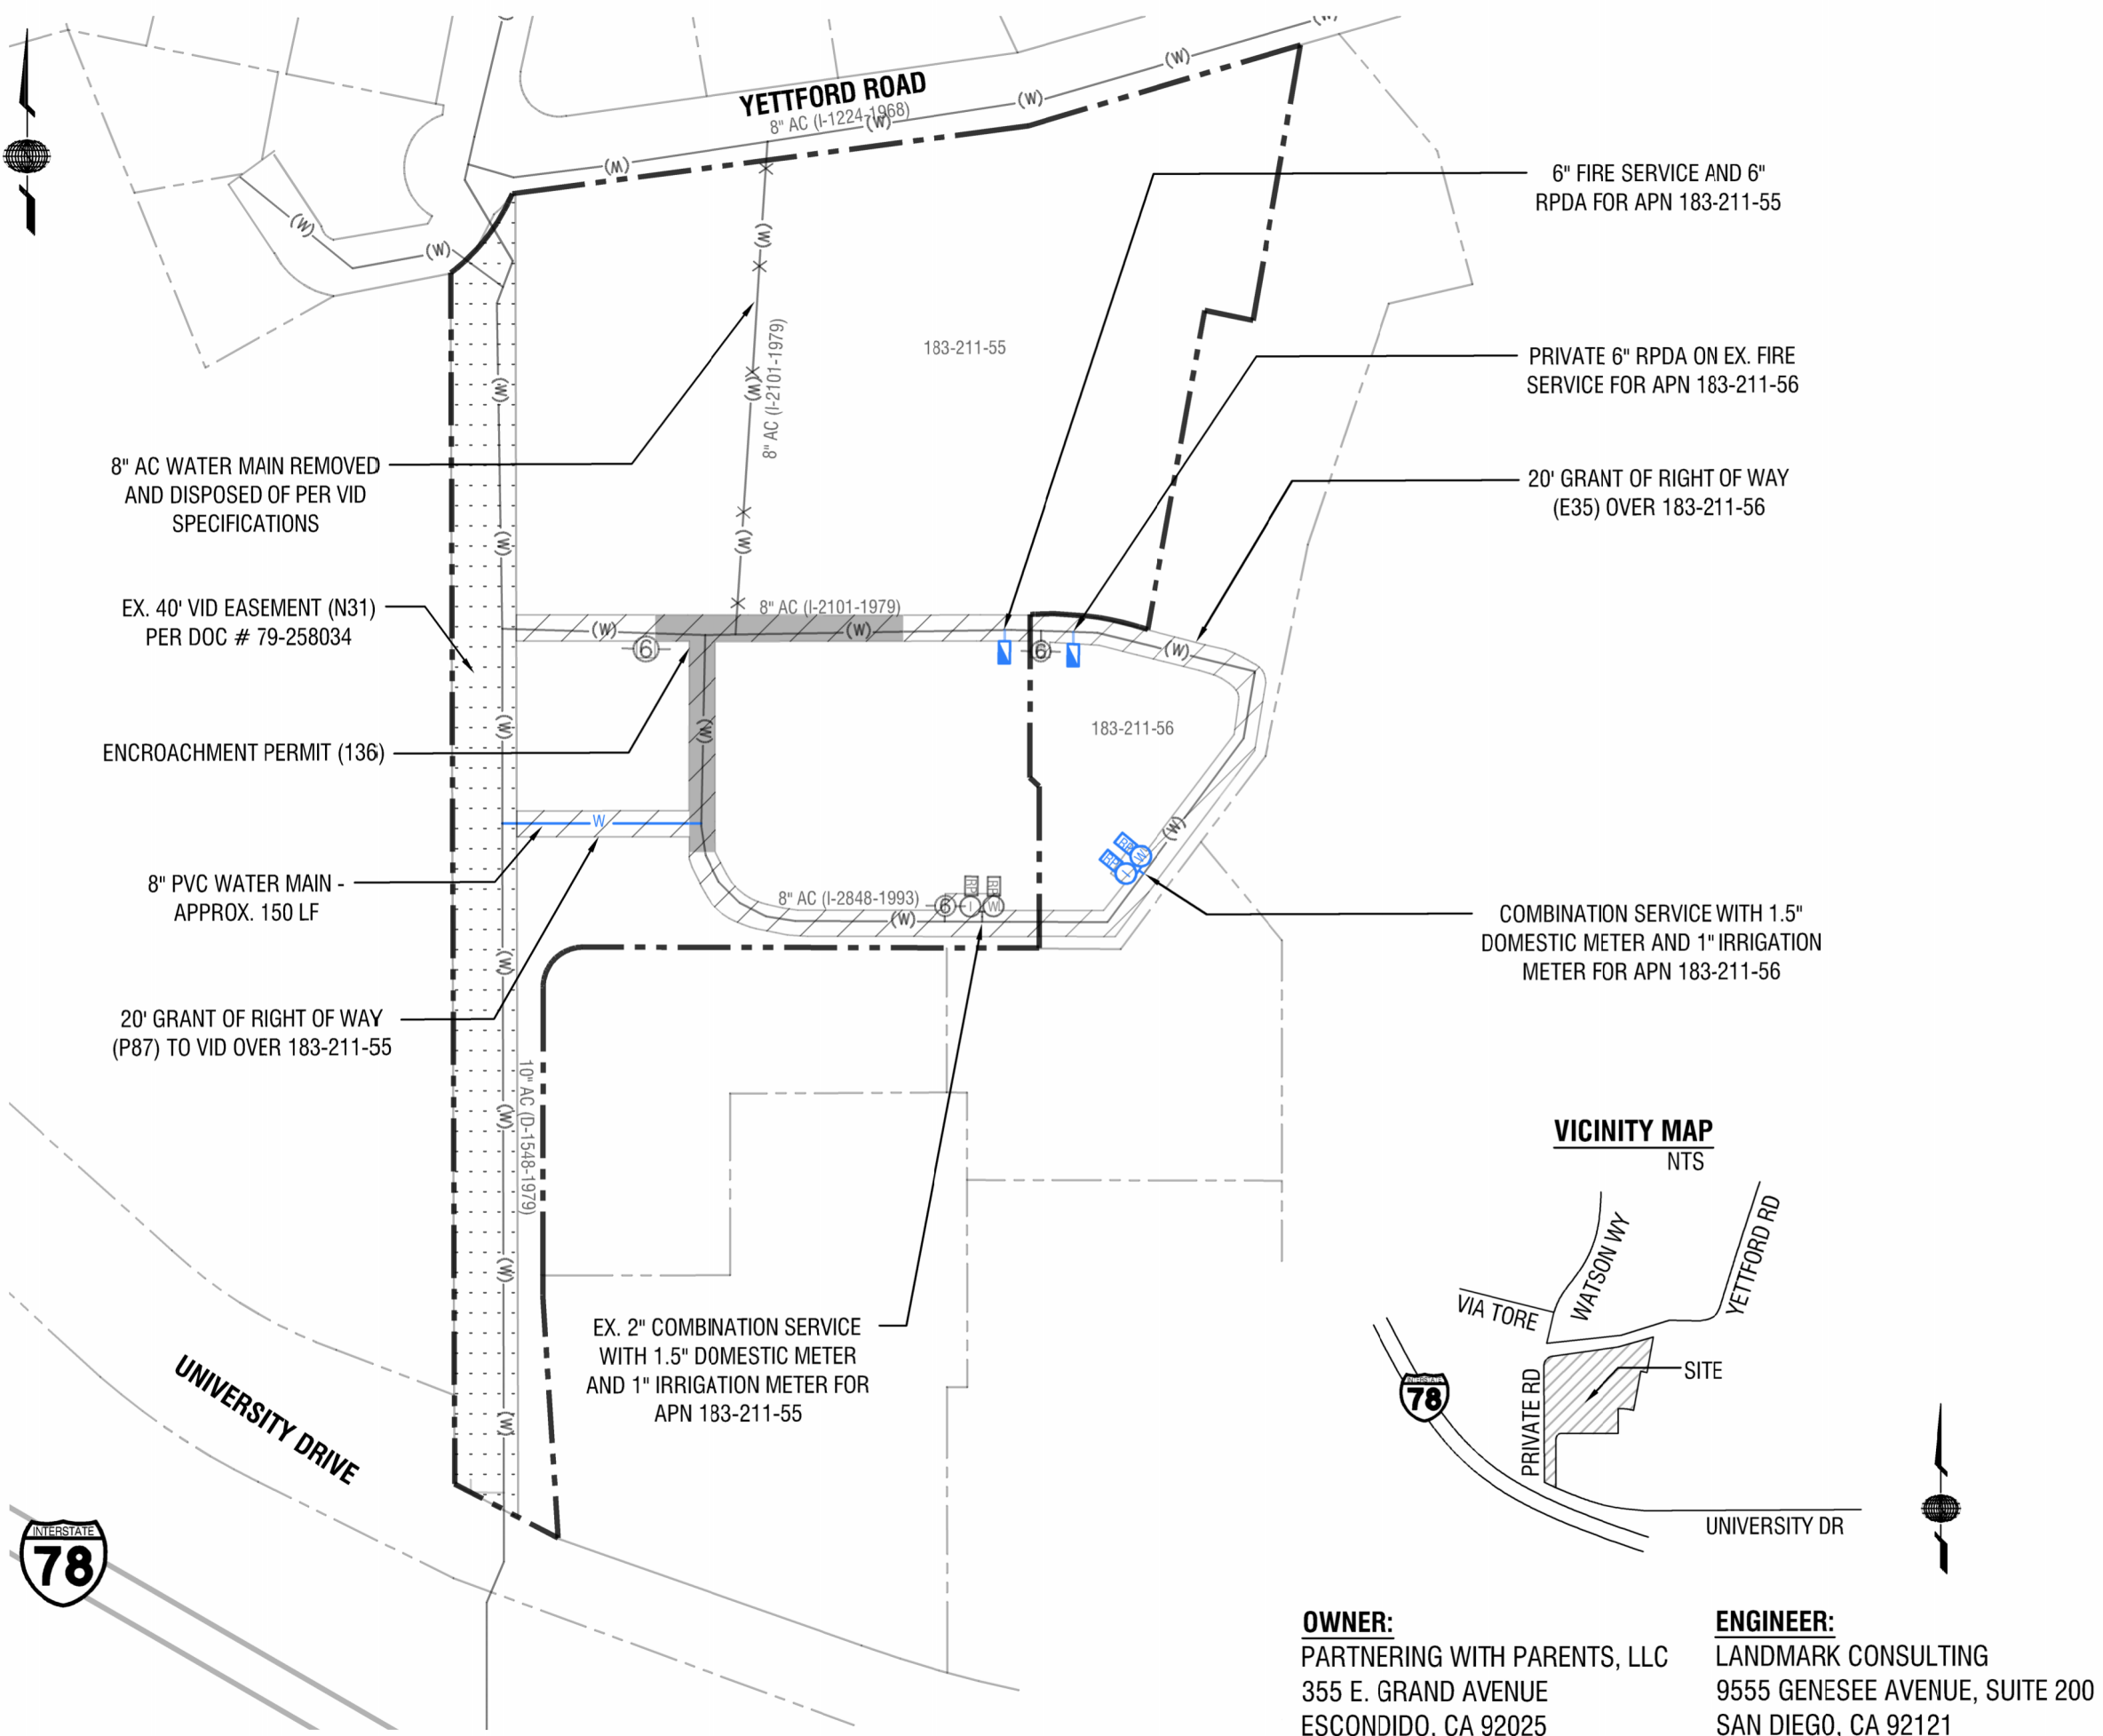 YETTFORD ROAD
8" AC (I-1224-1968)
(W)
(W)
(W)
(W)
(W)
(W)
(W)
6" FIRE SERVICE AND 6"
RPDA FOR APN 183-211-55
(W)
(W)
8" AC (I-2101-1979)
183-211-55
PRIVATE 6" RPDA ON EX. FIRE
SERVICE FOR APN 183-211-56
(W)
8" AC WATER MAIN REMOVED
AND DISPOSED OF PER VID
SPECIFICATIONS
20' GRANT OF RIGHT OF WAY
(E35) OVER 183-211-56
(W)
(W)
EX. 40' VID EASEMENT (N31)
PER DOC # 79-258034
8" AC (I-2101-1979)
(W)
(W)
(W)
6
6
183-211-56
ENCROACHMENT PERMIT (136)
(W)
(W)
W
(W)
8" PVC WATER MAIN -
APPROX. 150 LF
RP
RP
W
I
8" AC (I-2848-1993)
6
I
W
RP
RP
(W)
COMBINATION SERVICE WITH 1.5"
DOMESTIC METER AND 1" IRRIGATION
METER FOR APN 183-211-56
(W)
20' GRANT OF RIGHT OF WAY
(P87) TO VID OVER 183-211-55
10" AC (D-1548-1979)
(W)
(W)
(W)
EX. 2" COMBINATION SERVICE
WITH 1.5" DOMESTIC METER
AND 1" IRRIGATION METER FOR
APN 183-211-55
UNIVERSITY DRIVE
INTERSTATE
78
VICINITY MAP
NTS
WATSON WY
YETTFORD RD
VIA TORE
SITE
PRIVATE RD
INTERSTATE
78
UNIVERSITY DR
OWNER:
PARTNERING WITH PARENTS, LLC
355 E. GRAND AVENUE
ESCONDIDO, CA 92025
ENGINEER:
LANDMARK CONSULTING
9555 GENESEE AVENUE, SUITE 200
SAN DIEGO, CA 92121